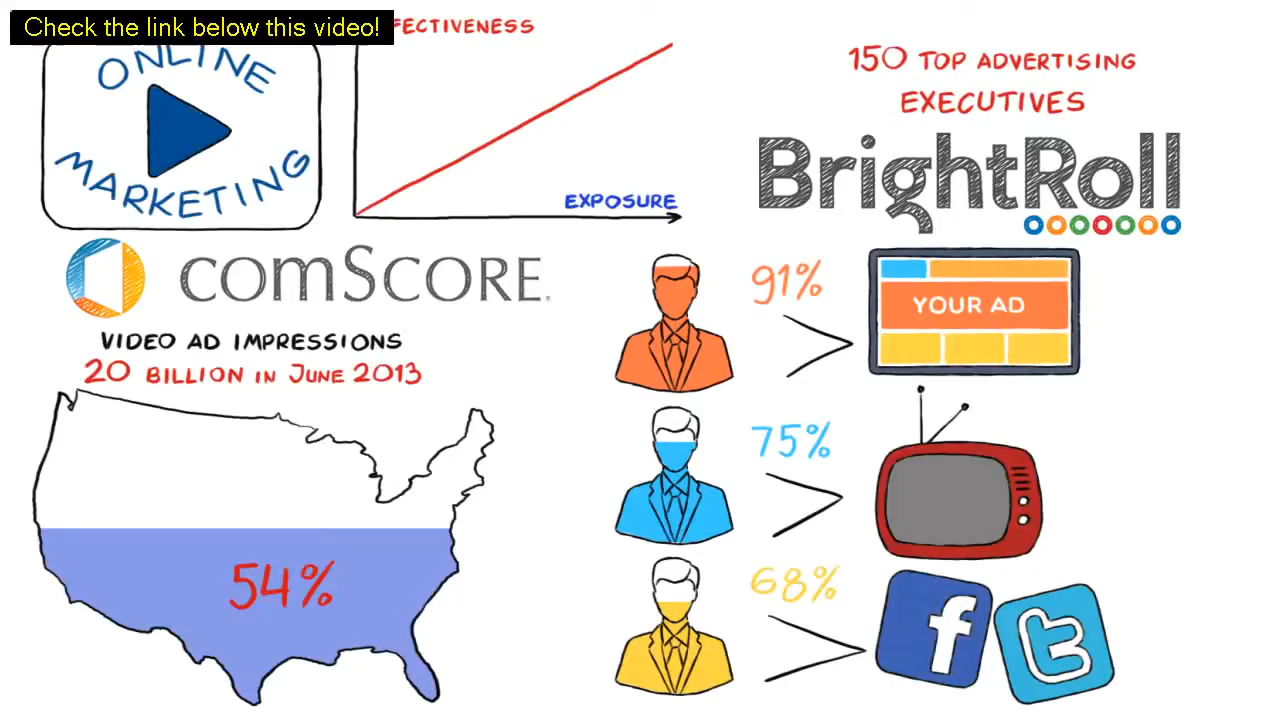 Check the link below this video!
ONLINE
MARKETING
FECTIVENESS
EXPOSURE
comSCORE.
VIDEO AD IMPRESSIONS
20 BILLION IN JUNE 2013
54%
150 TOP ADVERTISING
EXECUTIVES
BrightRoll
91%
YOUR AD
75%
68%
f
t